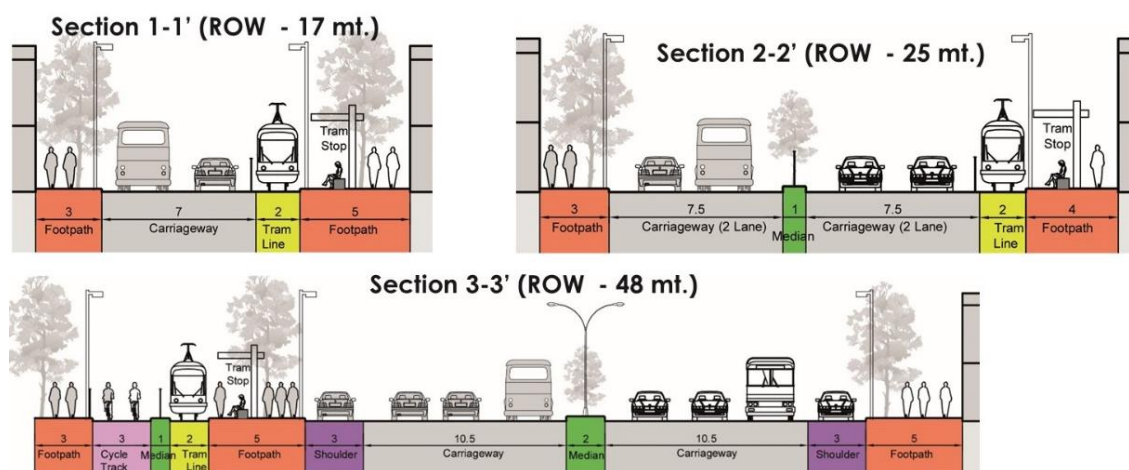 Section 1-1’ (ROW - 17 mt.)
Tram
Stop
3 7 2 5
Footpath Carriageway Tram Footpath
Line
Section 2-2’ (ROW - 25 mt.)
Tram
Stop
3 7.5 1 7.5 2 4
Footpath Carriageway (2 Lane) Median Carriageway (2 Lane) Tram Footpath
Line
Section 3-3’ (ROW - 48 mt.)
Tram
Stop
3 3 1 2 5 3 10.5 2 10.5 3 5
Footpath Cycle Median Tram Footpath Shoulder Carriageway Median Carriageway Shoulder Footpath
Track Line